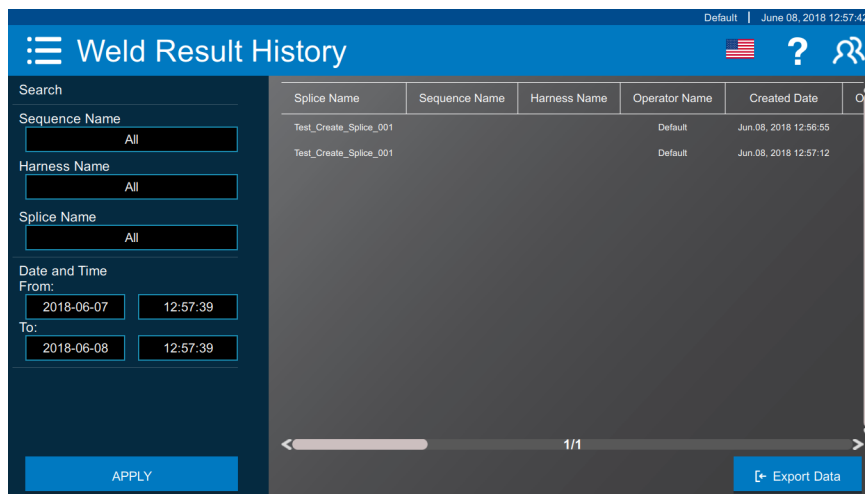 Default | June 08, 2018 12:57:42
Weld Result History
?
Search
Sequence Name
All
Harness Name
All
Splice Name
All
Date and Time
From:
2018-06-07 12:57:39
To:
2018-06-08 12:57:39
APPLY
Splice Name Sequence Name Harness Name Operator Name Created Date O
Test_Create_Splice_001 Default Jun.08, 2018 12:56:55
Test_Create_Splice_001 Default Jun.08, 2018 12:57:12
1/1
Export Data